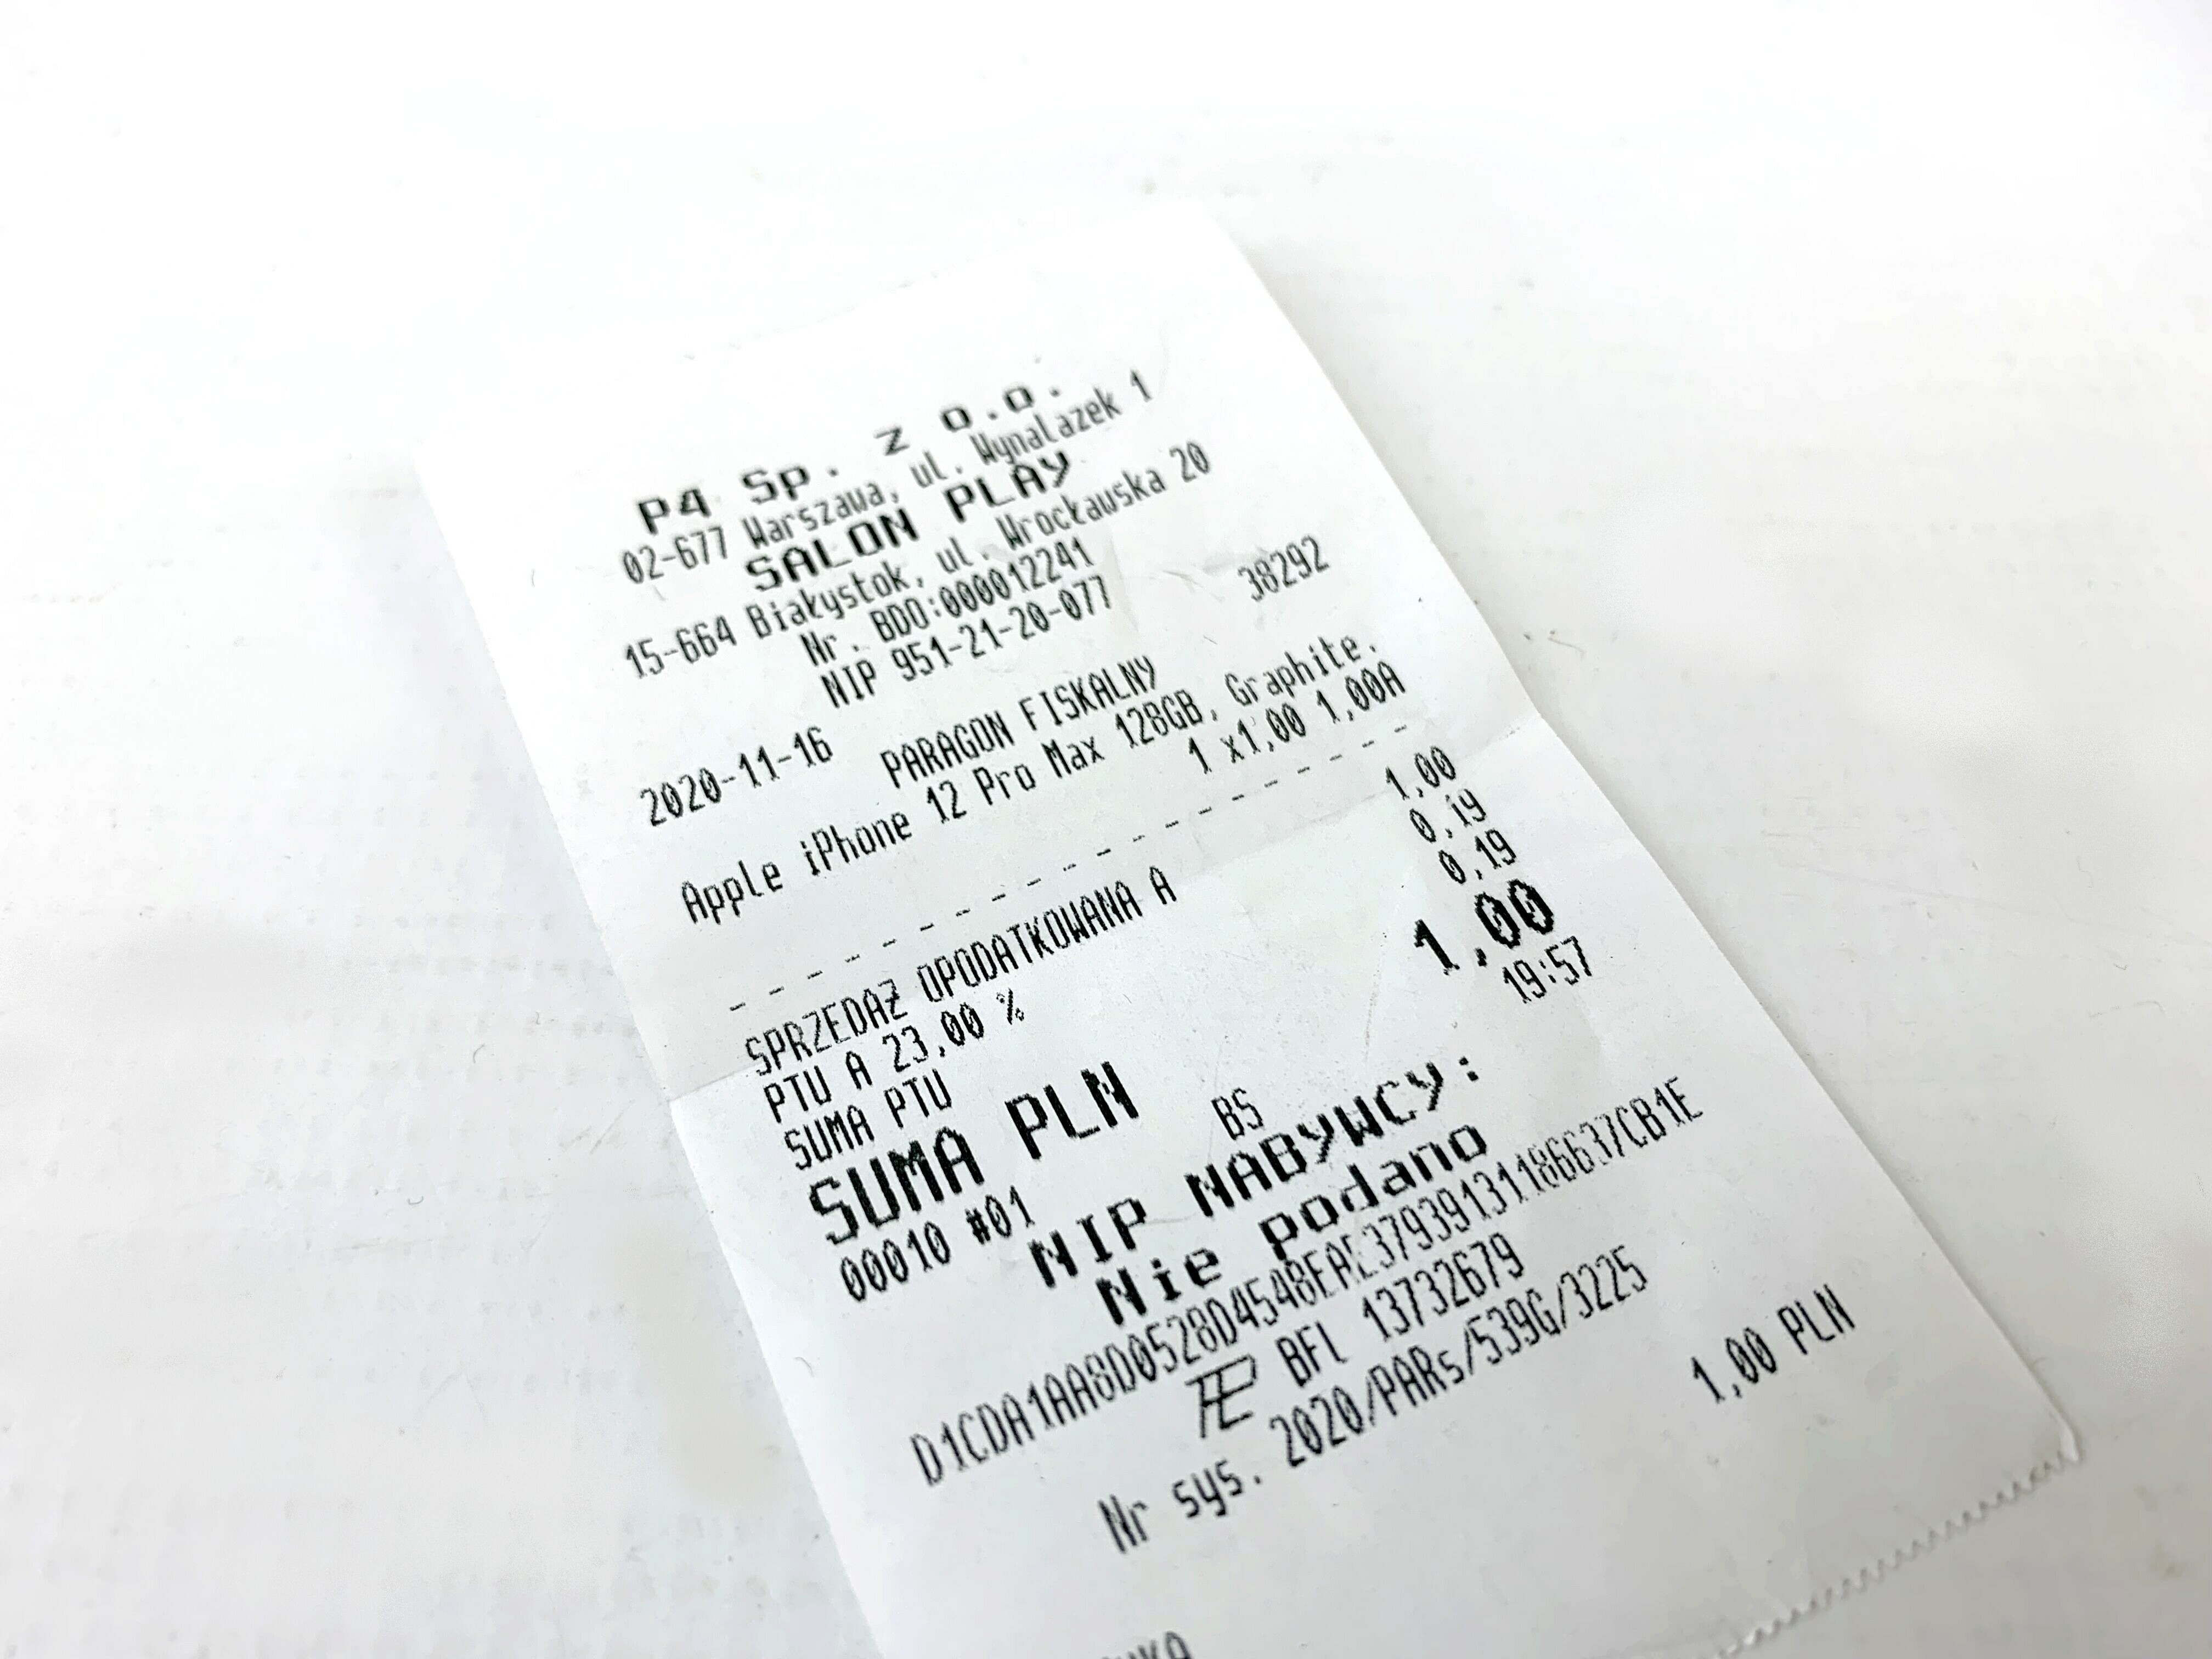 P4 Sp. z o.o.
02-677 Warszawa, ul. Wynalazek 1
SALON PLAY
15-664 Białystok, ul. Wrocławska 20
Nr. BDO:000012241
NIP 951-21-20-077
2020-11-16 38292
PARAGON FISKALNY
Apple iPhone 12 Pro Max 128GB, Graphite.
1 x1,00 1,00A
SPRZEDAŻ OPODATKOWANA A 1,00
PTU A 23,00 % 0,19
SUMA PTU 0,19
SUMA PLN 1,00
00010 #01 BS 19:57
NIP NABYWCY:
Nie podano
BFL 13732679
Nr sys. 2020/PARs/539G/3225
1,00 PLN